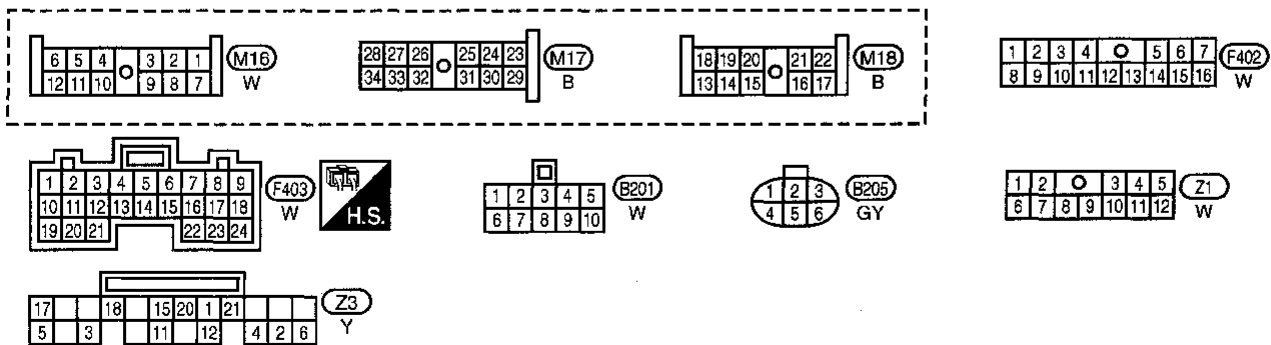 6 5 4 3 2 1
12 11 10 9 8 7
M16
W
28 27 26 25 24 23
34 33 32 31 30 29
M17
B
18 19 20 21 22
13 14 15 16 17
M18
B
1 2 3 4 5 6 7
8 9 10 11 12 13 14 15 16
F402
W
1 2 3 4 5 6 7 8 9
10 11 12 13 14 15 16 17 18
19 20 21 22 23 24
F403
W
H.S.
1 2 3 4 5
6 7 8 9 10
B201
W
1 2 3
4 5 6
B205
GY
1 2 3 4 5
6 7 8 9 10 11 12
Z1
W
17 18 15 20 1 21
5 3 11 12 4 2 6
Z3
Y